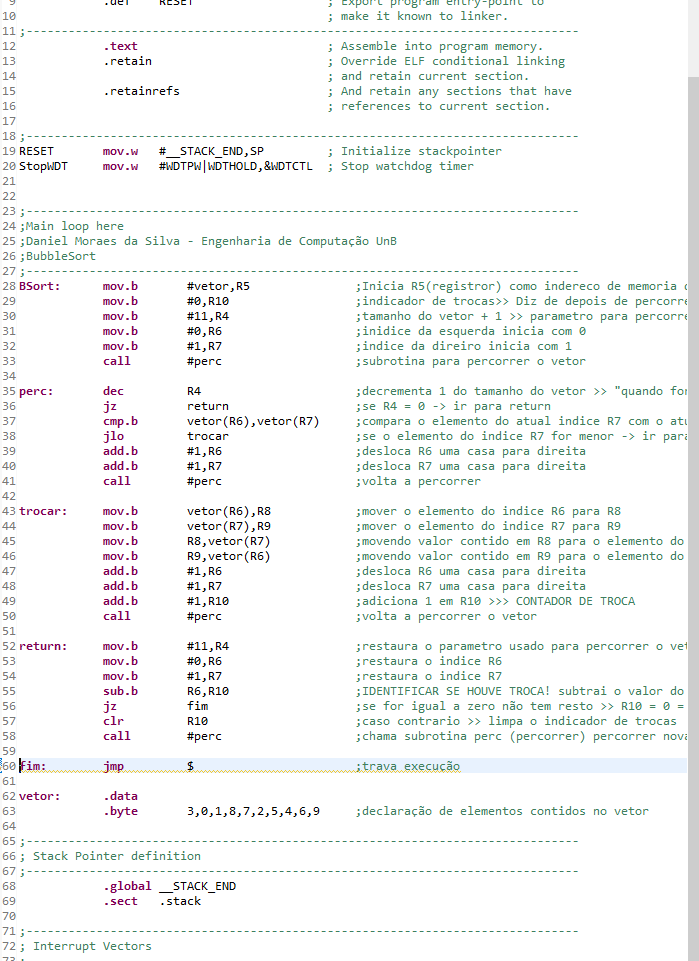 9 .def RESET ; Export program entry-point to
10 ; make it known to linker.
11 ;-------------------------------------------------------------------------------
12 .text ; Assemble into program memory.
13 .retain ; Override ELF conditional linking
14 ; and retain current section.
15 .retainrefs ; And retain any sections that have
16 ; references to current section.
17
18 ;-------------------------------------------------------------------------------
19 RESET mov.w #__STACK_END,SP ; Initialize stackpointer
20 StopWDT mov.w #WDTPW|WDTHOLD,&WDTCTL ; Stop watchdog timer
21
22
23 ;-------------------------------------------------------------------------------
24 ;Main loop here
25 ;Daniel Moraes da Silva - Engenharia de Computação UnB
26 ;BubbleSort
27 ;-------------------------------------------------------------------------------
28 BSort: mov.b #vetor,R5 ;Inicia R5(registror) como indereco de memoria
29 mov.b #0,R10 ;indicador de trocas>> Diz de depois de percorre
30 mov.b #11,R4 ;tamanho do vetor + 1 >> parametro para percorre
31 mov.b #0,R6 ;inidice da esquerda inicia com 0
32 mov.b #1,R7 ;indice da direiro inicia com 1
33 call #perc ;subrotina para percorrer o vetor
34
35 perc: dec R4 ;decrementa 1 do tamanho do vetor >> "quando for
36 jz return ;se R4 = 0 -> ir para return
37 cmp.b vetor(R6),vetor(R7) ;compara o elemento do atual indice R7 com o atu
38 jlo trocar ;se o elemento do indice R7 for menor -> ir para
39 add.b #1,R6 ;desloca R6 uma casa para direita
40 add.b #1,R7 ;desloca R7 uma casa para direita
41 call #perc ;volta a percorrer
42
43 trocar: mov.b vetor(R6),R8 ;mover o elemento do indice R6 para R8
44 mov.b vetor(R7),R9 ;mover o elemento do indice R7 para R9
45 mov.b R8,vetor(R7) ;movendo valor contido em R8 para o elemento do
46 mov.b R9,vetor(R6) ;movendo valor contido em R9 para o elemento do
47 add.b #1,R6 ;desloca R6 uma casa para direita
48 add.b #1,R7 ;desloca R7 uma casa para direita
49 add.b #1,R10 ;adiciona 1 em R10 >>> CONTADOR DE TROCA
50 call #perc ;volta a percorrer o vetor
51
52 return: mov.b #11,R4 ;restaura o parametro usado para percorrer o vet
53 mov.b #0,R6 ;restaura o indice R6
54 mov.b #1,R7 ;restaura o indice R7
55 sub.b R6,R10 ;IDENTIFICAR SE HOUVE TROCA! subtrai o valor do
56 jz fim ;se for igual a zero não tem resto >> R10 = 0 =
57 clr R10 ;caso contrario >> limpa o indicador de trocas
58 call #perc ;chama subrotina perc (percorrer) percorrer nova
59
60 fim: jmp $ ;trava execução
61
62 vetor: .data
63 .byte 3,0,1,8,7,2,5,4,6,9 ;declaração de elementos contidos no vetor
64
65 ;-------------------------------------------------------------------------------
66 ; Stack Pointer definition
67 ;-------------------------------------------------------------------------------
68 .global __STACK_END
69 .sect .stack
70
71 ;-------------------------------------------------------------------------------
72 ; Interrupt Vectors